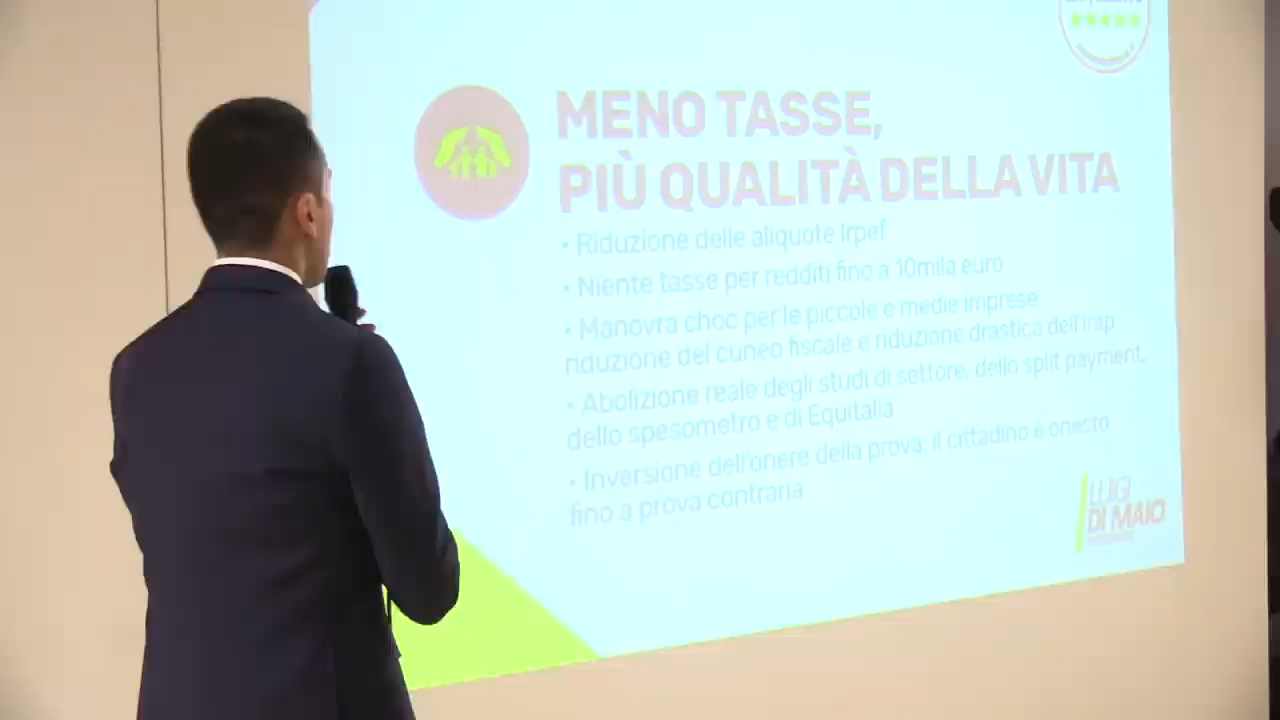 MENO TASSE,
PIÙ QUALITÀ DELLA VITA
• Riduzione delle aliquote Irpef
• Niente tasse per redditi fino a 10mila euro
• Manovra choc per le piccole e medie imprese:
riduzione del cuneo fiscale e riduzione drastica dell'Irap
• Abolizione reale degli studi di settore, dello split payment,
dello spesometro e di Equitalia
• Inversione dell'onere della prova: il cittadino è onesto
fino a prova contraria
LUIGI
DI MAIO